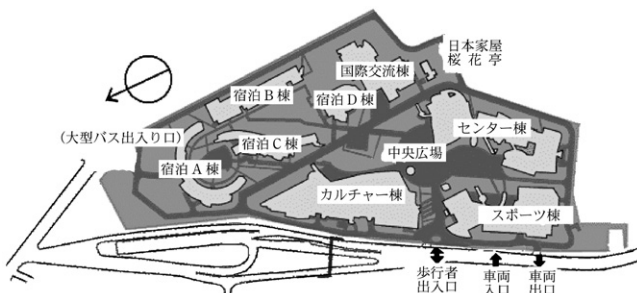 日本家屋
桜花亭
国際交流棟
宿泊B棟
宿泊D棟
センター棟
(大型バス出入り口)
宿泊C棟
中央広場
宿泊A棟
カルチャー棟
スポーツ棟
歩行者
出入口
車両
入口
車両
出口